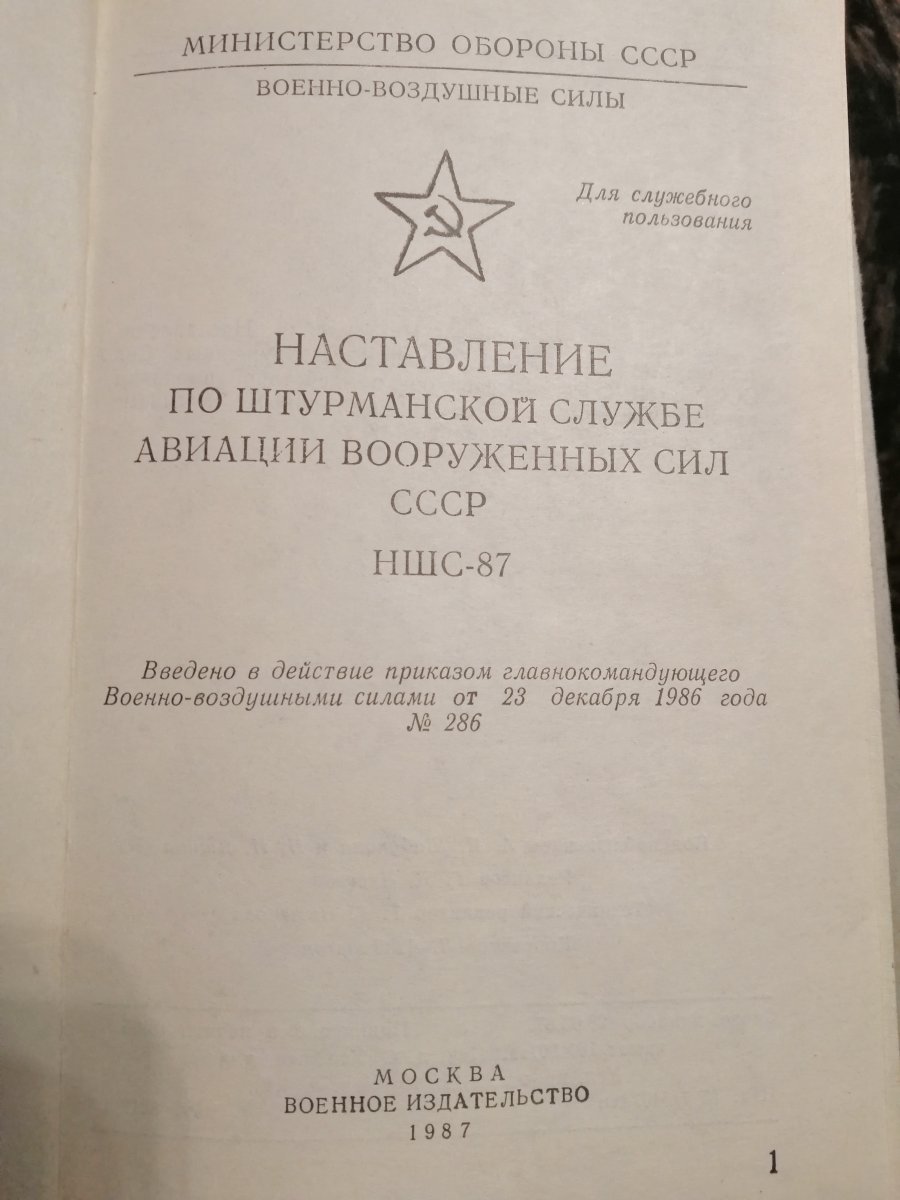 МИНИСТЕРСТВО ОБОРОНЫ СССР
ВОЕННО-ВОЗДУШНЫЕ СИЛЫ
Для служебного
пользования
НАСТАВЛЕНИЕ
ПО ШТУРМАНСКОЙ СЛУЖБЕ
АВИАЦИИ ВООРУЖЕННЫХ СИЛ
СССР
НШС-87
Введено в действие приказом главнокомандующего
Военно-воздушными силами от 23 декабря 1986 года
№ 286
МОСКВА
ВОЕННОЕ ИЗДАТЕЛЬСТВО
1987
1